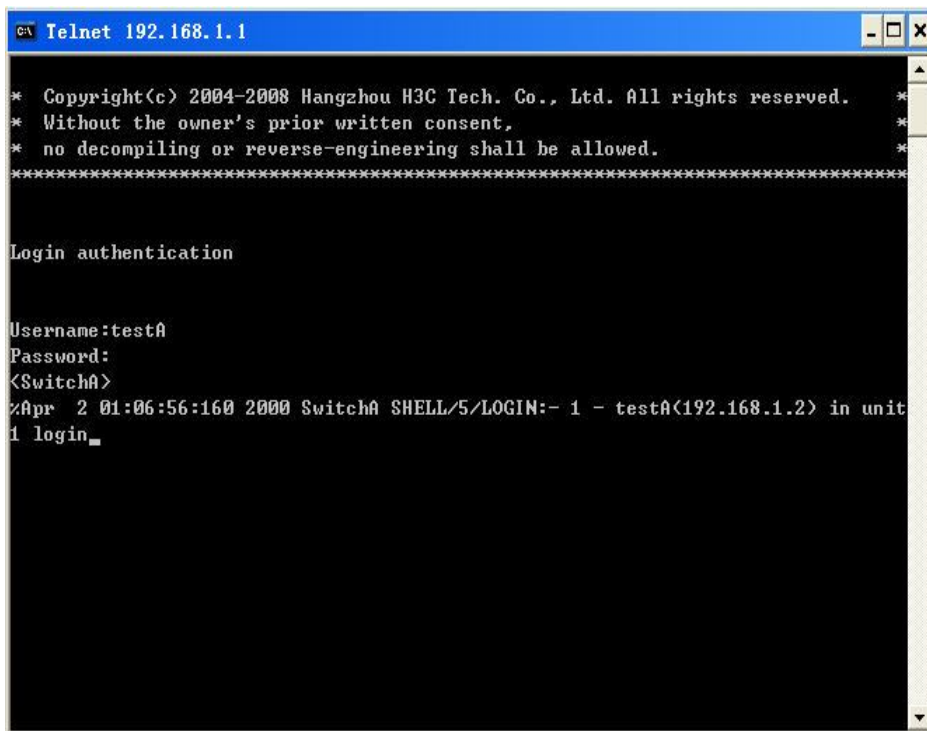 Telnet 192.168.1.1
*  Copyright(c) 2004-2008 Hangzhou H3C Tech. Co., Ltd. All rights reserved.    *
*  Without the owner's prior written consent,                                  *
*  no decompiling or reverse-engineering shall be allowed.                     *
*******************************************************************************
Login authentication
Username:testA
Password:
<SwitchA>
%Apr  2 01:06:56:160 2000 SwitchA SHELL/5/LOGIN:- 1 - testA(192.168.1.2) in unit
1 login_